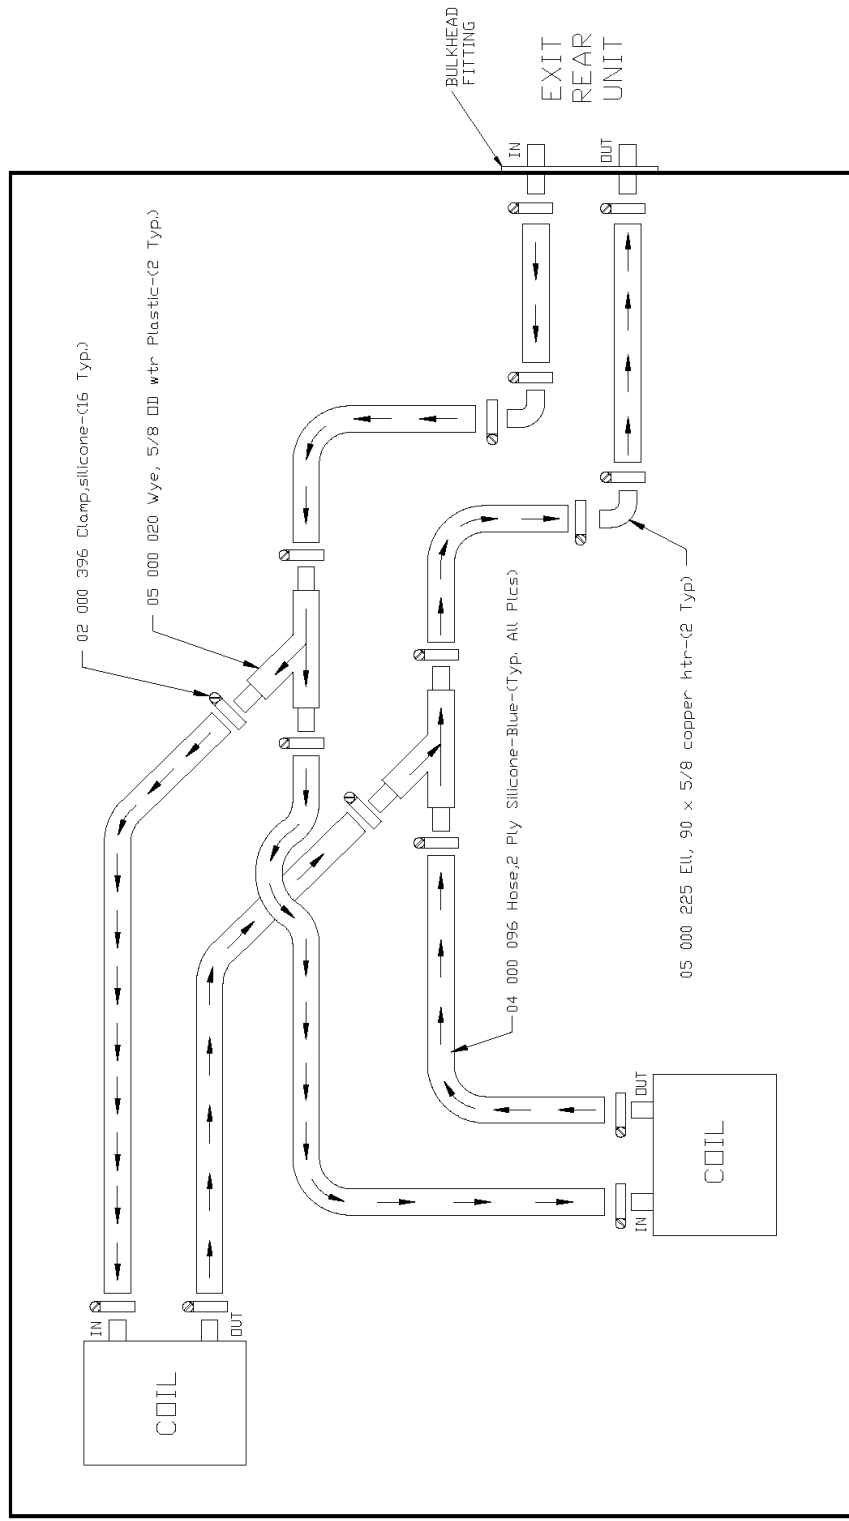 BULKHEAD
FITTING
EXIT
REAR
UNIT
IN
OUT
02 000 396 Clamp,silicone-(16 Typ.)
05 000 020 Wye, 5/8 OD wtr Plastic-(2 Typ.)
04 000 096 Hose,2 Ply Silicone-Blue-(Typ. All Plcs)
05 000 225 Ell, 90 x 5/8 copper htr-(2 Typ)
IN
OUT
COIL
IN
OUT
COIL